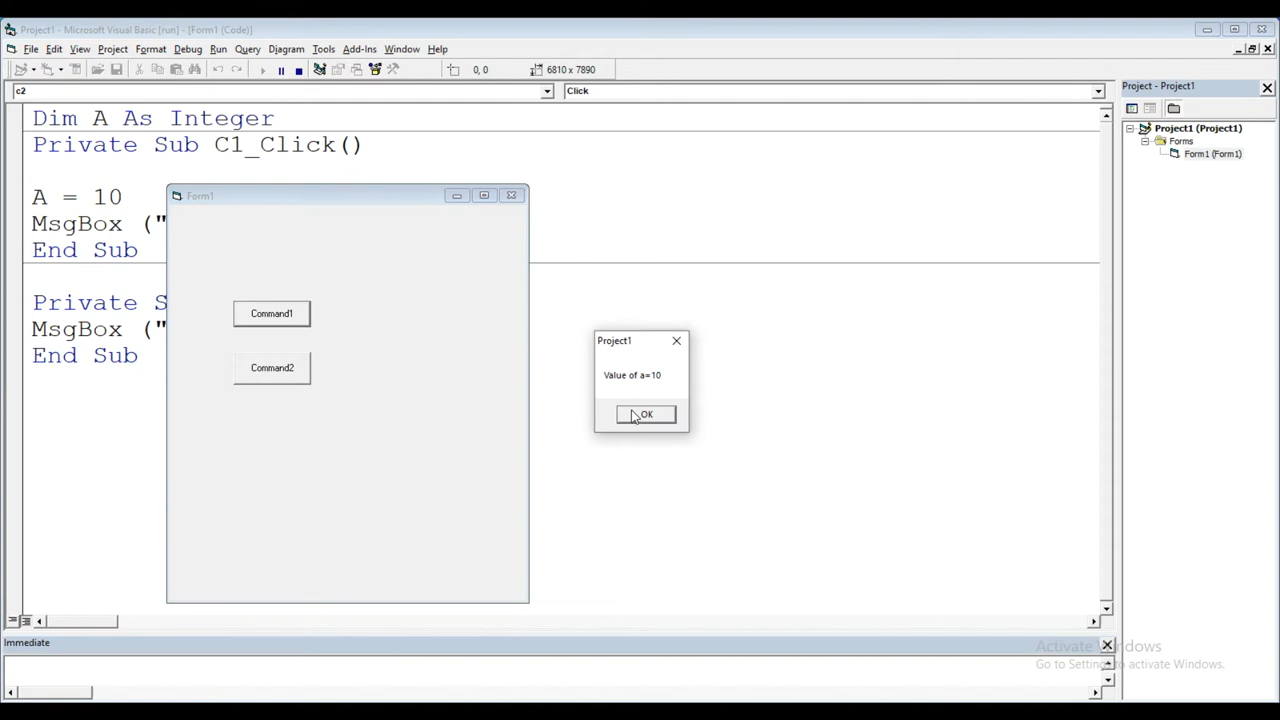 Project1 - Microsoft Visual Basic [run] - [Form1 (Code)]
File Edit View Project Format Debug Run Query Diagram Tools Add-Ins Window Help
0, 0 6810 x 7890
c2 Click
Project - Project1
Dim A As Integer
Private Sub C1_Click()
Project1 (Project1)
Forms
Form1 (Form1)
A = 10
MsgBox ("
End Sub
Form1
Private S
MsgBox ("
End Sub
Command1
Command2
Project1
Value of a=10
OK
Immediate
Activate Windows
Go to Settings to activate Windows.